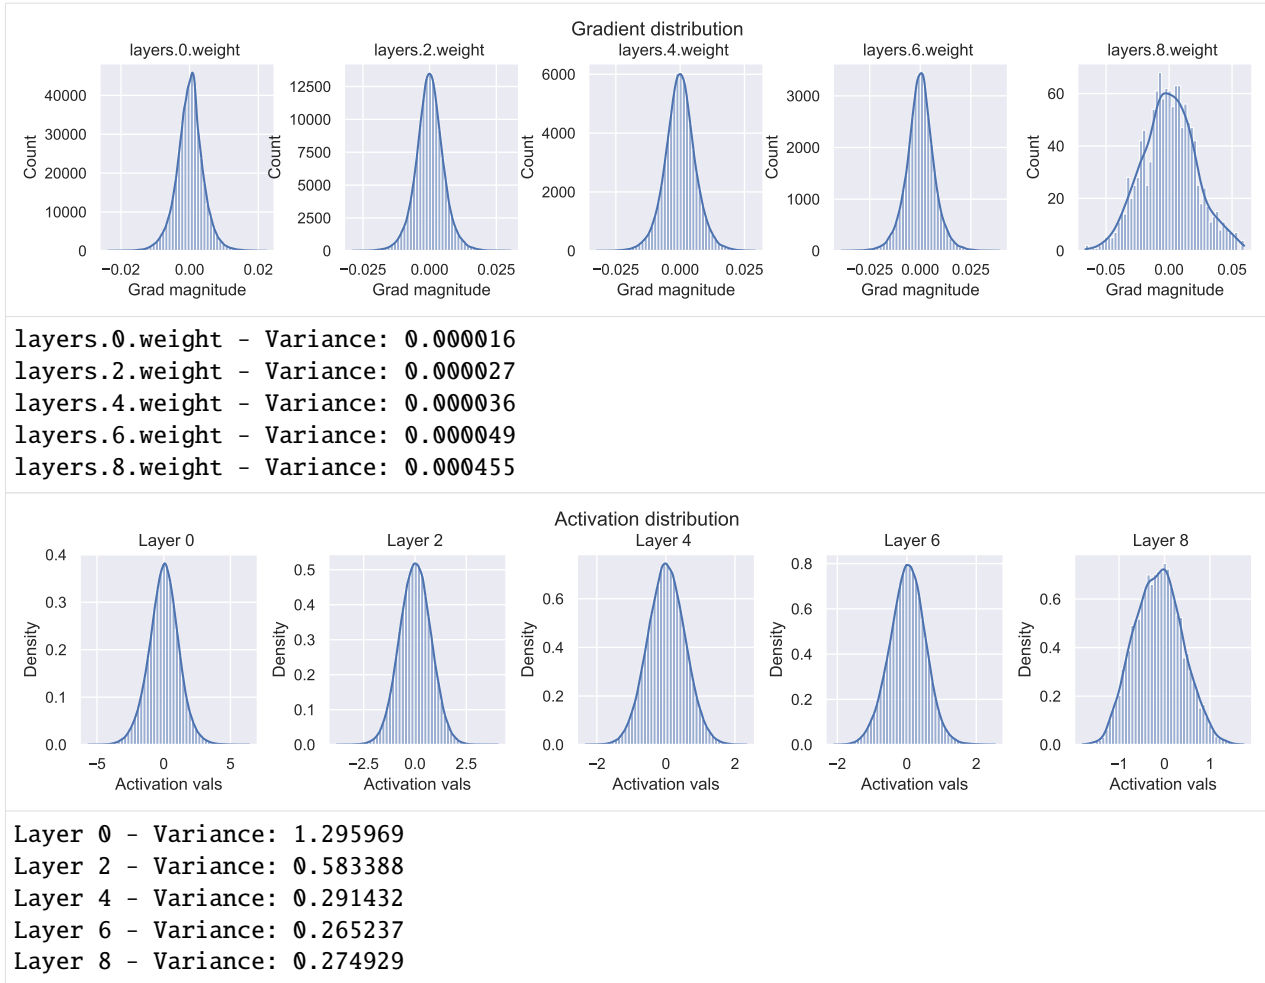 Gradient distribution
layers.0.weight layers.2.weight layers.4.weight layers.6.weight layers.8.weight
40000 30000 20000 10000 0
Count
−0.02 0.00 0.02
Grad magnitude
12500 10000 7500 5000 2500 0
Count
−0.025 0.000 0.025
Grad magnitude
6000 4000 2000 0
Count
−0.025 0.000 0.025
Grad magnitude
3000 2000 1000 0
Count
−0.025 0.000 0.025
Grad magnitude
60 40 20 0
Count
−0.05 0.00 0.05
Grad magnitude
layers.0.weight – Variance: 0.000016
layers.2.weight – Variance: 0.000027
layers.4.weight – Variance: 0.000036
layers.6.weight – Variance: 0.000049
layers.8.weight – Variance: 0.000455
Activation distribution
Layer 0 Layer 2 Layer 4 Layer 6 Layer 8
0.4 0.3 0.2 0.1 0.0
Density
−5 0 5
Activation vals
0.5 0.4 0.3 0.2 0.1 0.0
Density
−2.5 0.0 2.5
Activation vals
0.6 0.4 0.2 0.0
Density
−2 0 2
Activation vals
0.8 0.6 0.4 0.2 0.0
Density
−2 0 2
Activation vals
0.6 0.4 0.2 0.0
Density
−1 0 1
Activation vals
Layer 0 – Variance: 1.295969
Layer 2 – Variance: 0.583388
Layer 4 – Variance: 0.291432
Layer 6 – Variance: 0.265237
Layer 8 – Variance: 0.274929